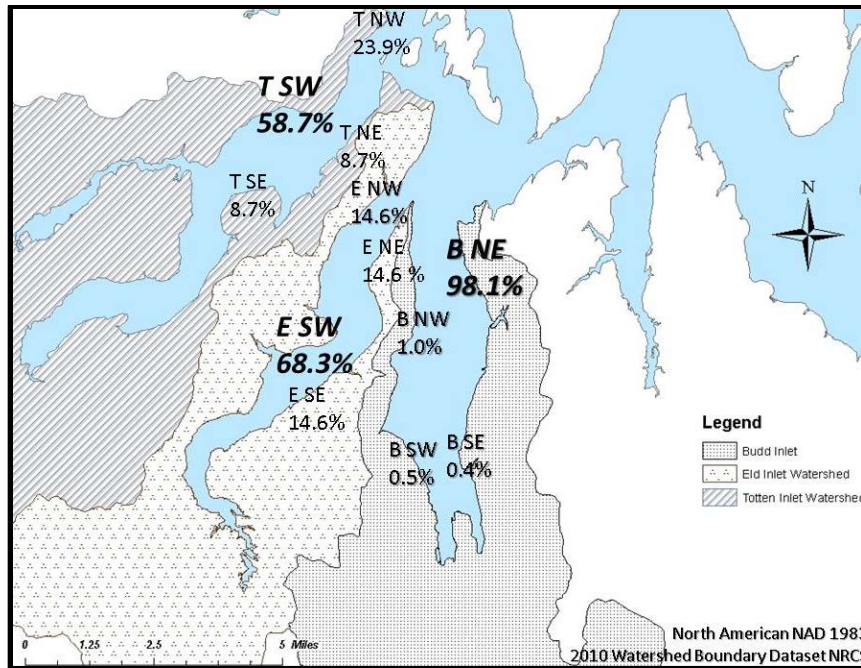 T NW
23.9%
T SW
58.7%
T NE
8.7%
T SE
8.7%
E NW
14.6%
N
E NE
14.6 %
B NE
98.1%
B NW
1.0%
E SW
68.3%
E SE
14.6%
B SW
0.5%
B SE
0.4%
Legend
Budd Inlet
Eld Inlet Watershed
Totten Inlet Watershed
0 1.25 2.5 5 Miles
North American NAD 1983
2010 Watershed Boundary Dataset NRCS